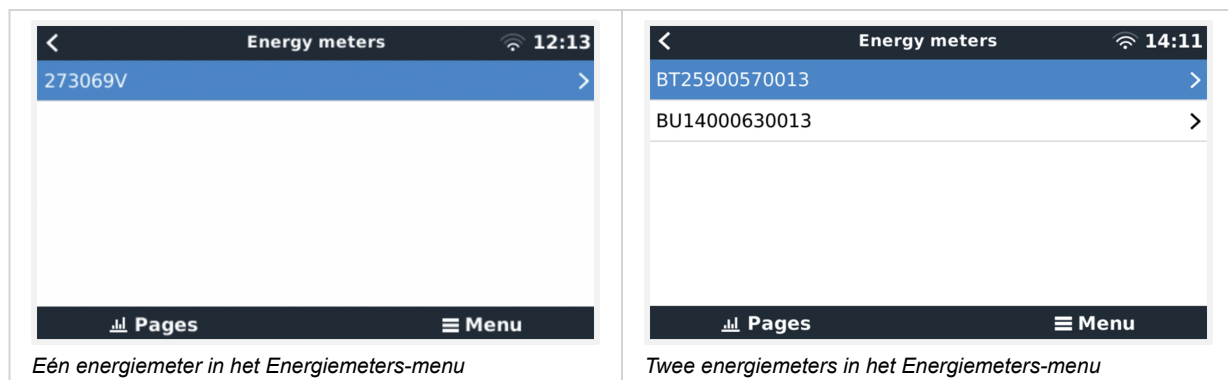 Energy meters 12:13
273069V
Pages Menu
Eén energiemeter in het Energiemeters-menu
Energy meters 14:11
BT25900570013
BU14000630013
Pages Menu
Twee energiemeters in het Energiemeters-menu